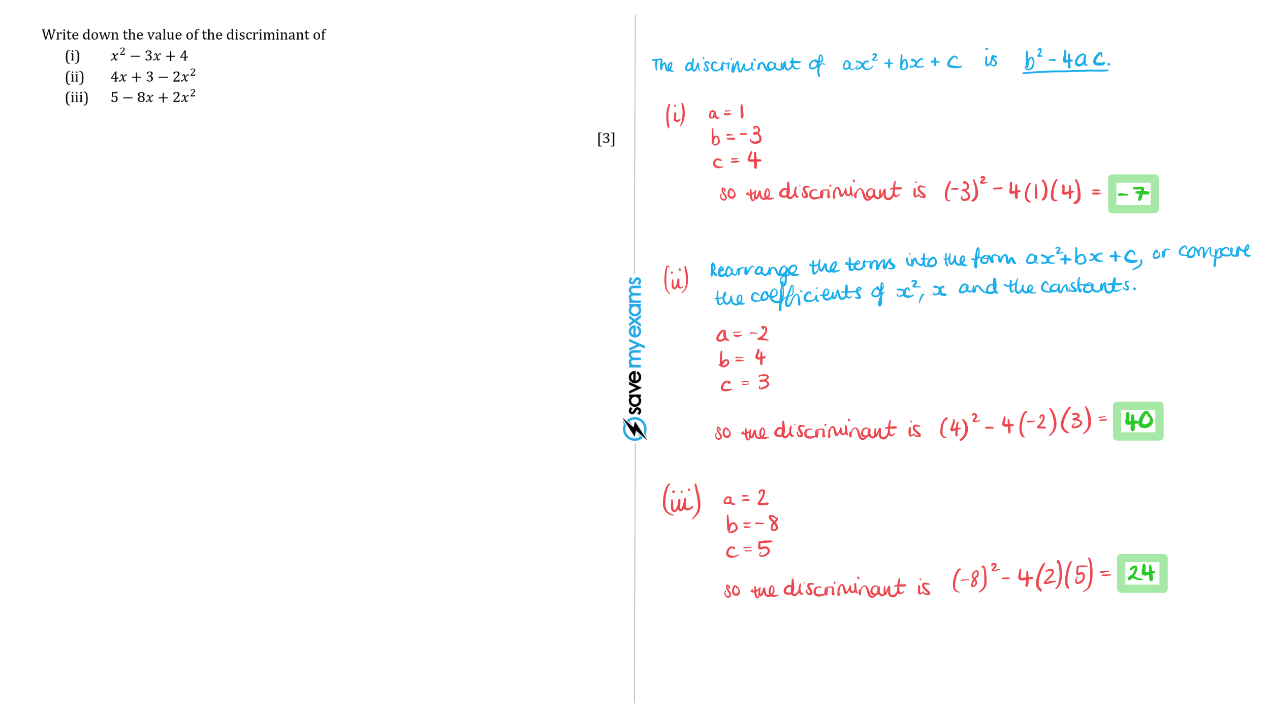 Write down the value of the discriminant of
(i) x² − 3x + 4
(ii) 4x + 3 − 2x²
(iii) 5 − 8x + 2x²
[3]
savemyexams
The discriminant of ax² + bx + c is b² - 4ac.
(i) a = 1
b = -3
c = 4
so the discriminant is (-3)² - 4(1)(4) = -7
(ii) Rearrange the terms into the form ax²+bx+c, or compare
the coefficients of x², x and the constants.
a = -2
b = 4
c = 3
so the discriminant is (4)² - 4(-2)(3) = 40
(iii) a = 2
b = -8
c = 5
so the discriminant is (-8)² - 4(2)(5) = 24